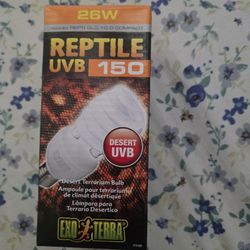 26W
REPTILE
UVB 150
DESERT
UVB
Desert Terrarium Bulb
Ampoule pour terrarium
de climat désertique
Lámpara para
Terrario Desertico
EXO TERRA